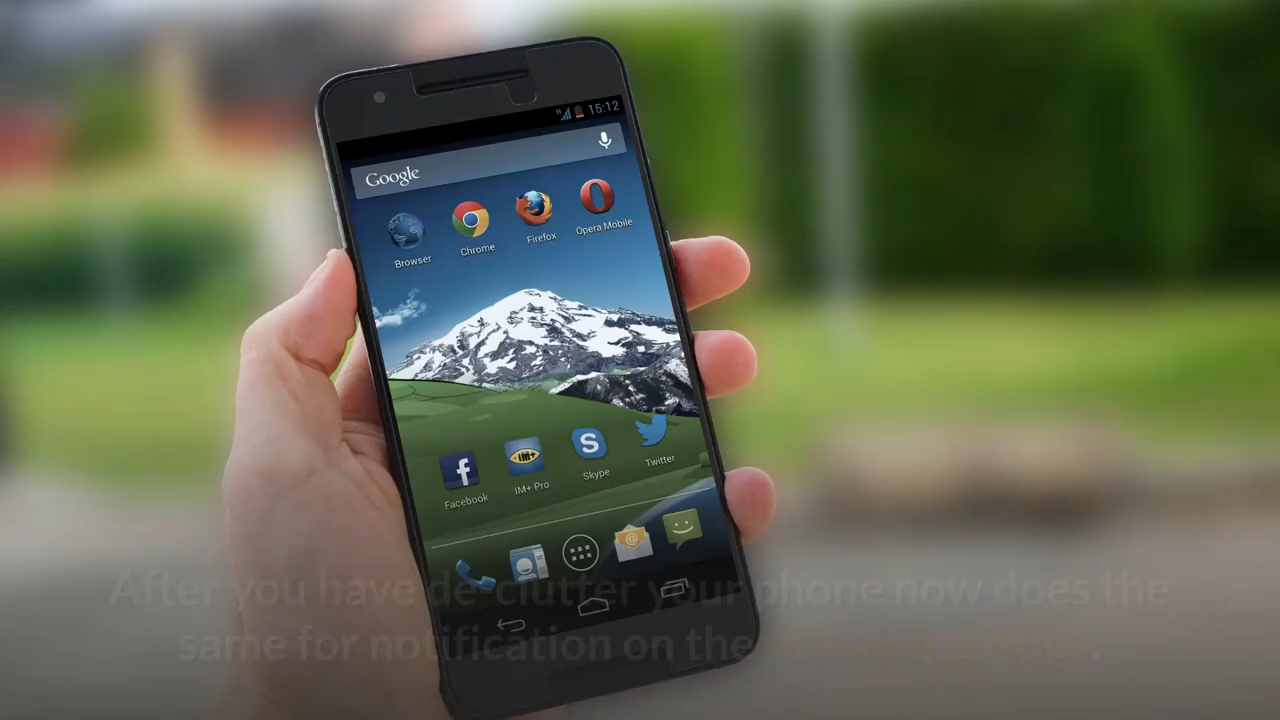 H 15:12
Google
Browser Chrome Firefox Opera Mobile
Facebook IM+ Pro Skype Twitter
After you have de-clutter your phone now does the
same for notification on the remaining Apps.